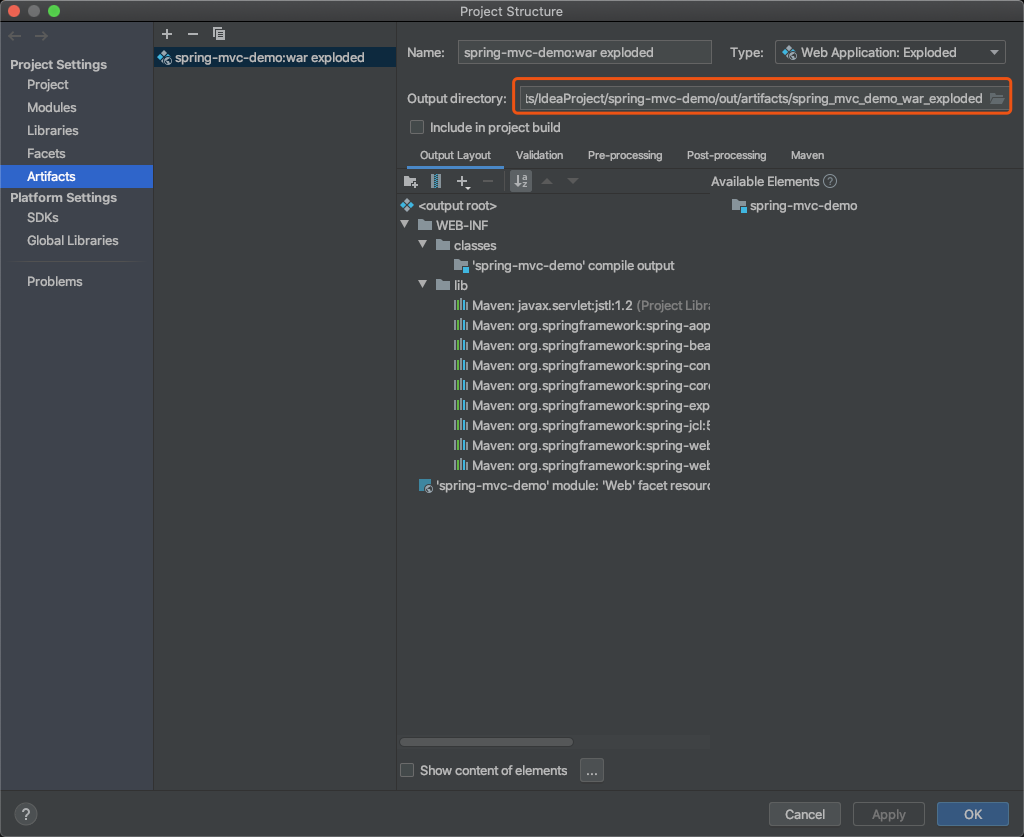 Project Structure
Project Settings
Project
Modules
Libraries
Facets
Artifacts
Platform Settings
SDKs
Global Libraries
Problems
spring-mvc-demo:war exploded
Name: spring-mvc-demo:war exploded Type: Web Application: Exploded
Output directory: ts/IdeaProject/spring-mvc-demo/out/artifacts/spring_mvc_demo_war_exploded
Include in project build
Output Layout Validation Pre-processing Post-processing Maven
Available Elements ?
<output root>
WEB-INF
classes
'spring-mvc-demo' compile output
lib
Maven: javax.servlet:jstl:1.2 (Project Libra
Maven: org.springframework:spring-aop
Maven: org.springframework:spring-bea
Maven: org.springframework:spring-con
Maven: org.springframework:spring-cor
Maven: org.springframework:spring-exp
Maven: org.springframework:spring-jcl:5
Maven: org.springframework:spring-web
Maven: org.springframework:spring-web
'spring-mvc-demo' module: 'Web' facet resourc
spring-mvc-demo
Show content of elements ...
? Cancel Apply OK